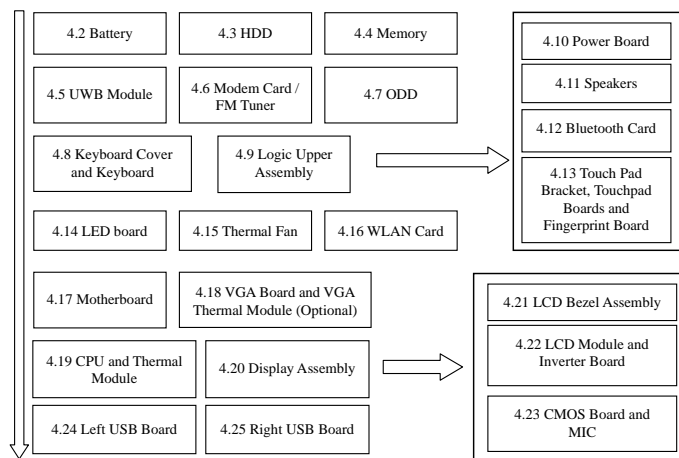 4.2 Battery
4.3 HDD
4.4 Memory
4.5 UWB Module
4.6 Modem Card /
FM Tuner
4.7 ODD
4.8 Keyboard Cover
and Keyboard
4.9 Logic Upper
Assembly
4.10 Power Board
4.11 Speakers
4.12 Bluetooth Card
4.13 Touch Pad
Bracket, Touchpad
Boards and
Fingerprint Board
4.14 LED board
4.15 Thermal Fan
4.16 WLAN Card
4.17 Motherboard
4.18 VGA Board and VGA
Thermal Module (Optional)
4.19 CPU and Thermal
Module
4.20 Display Assembly
4.21 LCD Bezel Assembly
4.22 LCD Module and
Inverter Board
4.23 CMOS Board and
MIC
4.24 Left USB Board
4.25 Right USB Board